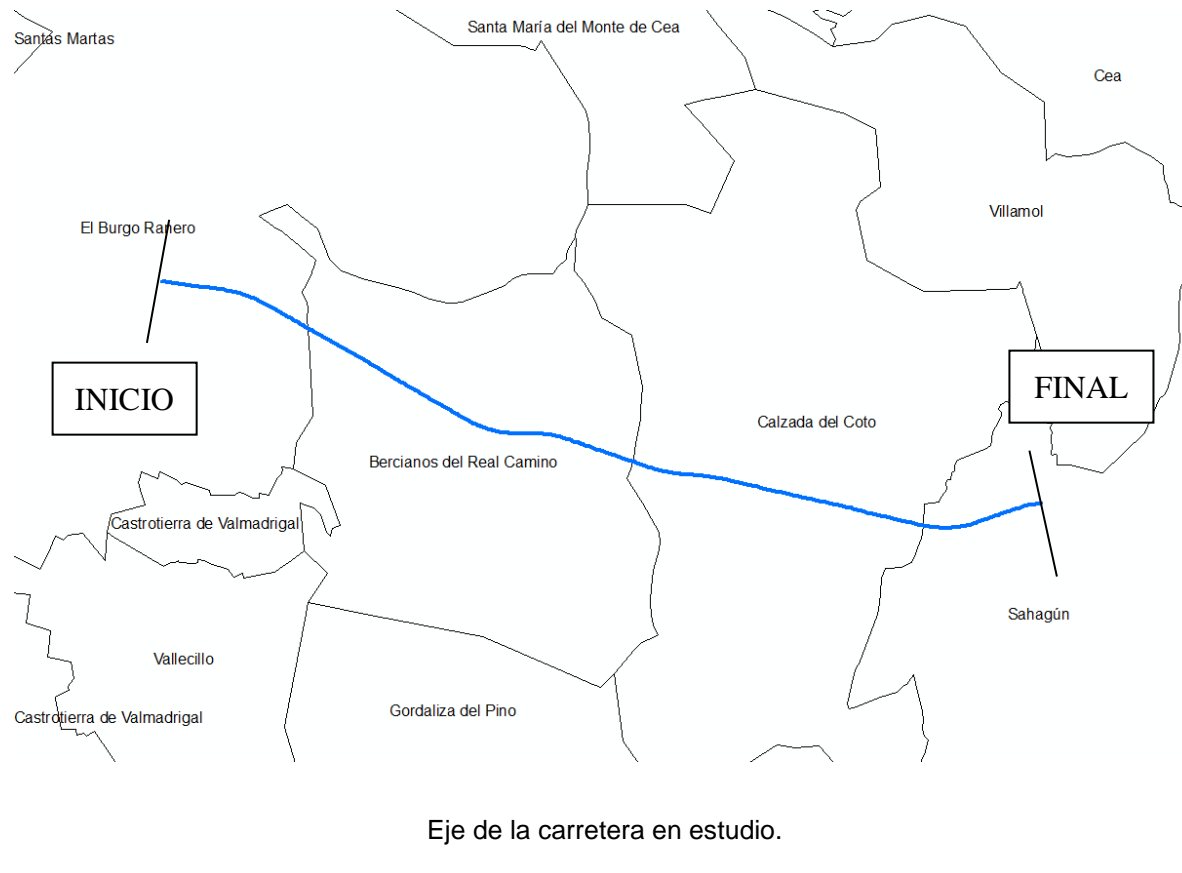 Santa María del Monte de Cea
Santas Martas
Cea
Villamol
El Burgo Ranero
INICIO
FINAL
Calzada del Coto
Bercianos del Real Camino
Castrotierra de Valmadrigal
Sahagún
Vallecillo
Gordaliza del Pino
Castrotierra de Valmadrigal
Eje de la carretera en estudio.